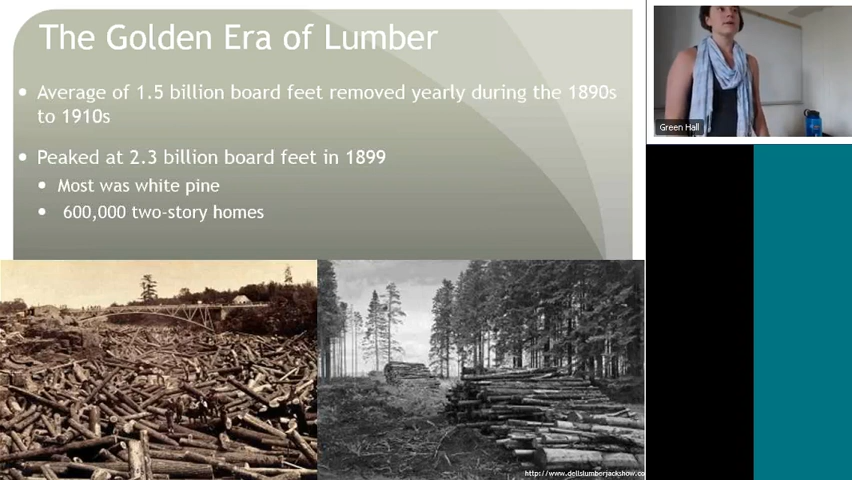 The Golden Era of Lumber
Average of 1.5 billion board feet removed yearly during the 1890s
to 1910s
Peaked at 2.3 billion board feet in 1899
Most was white pine
600,000 two-story homes
Green Hall
http://www.dellslumberjackshow.co